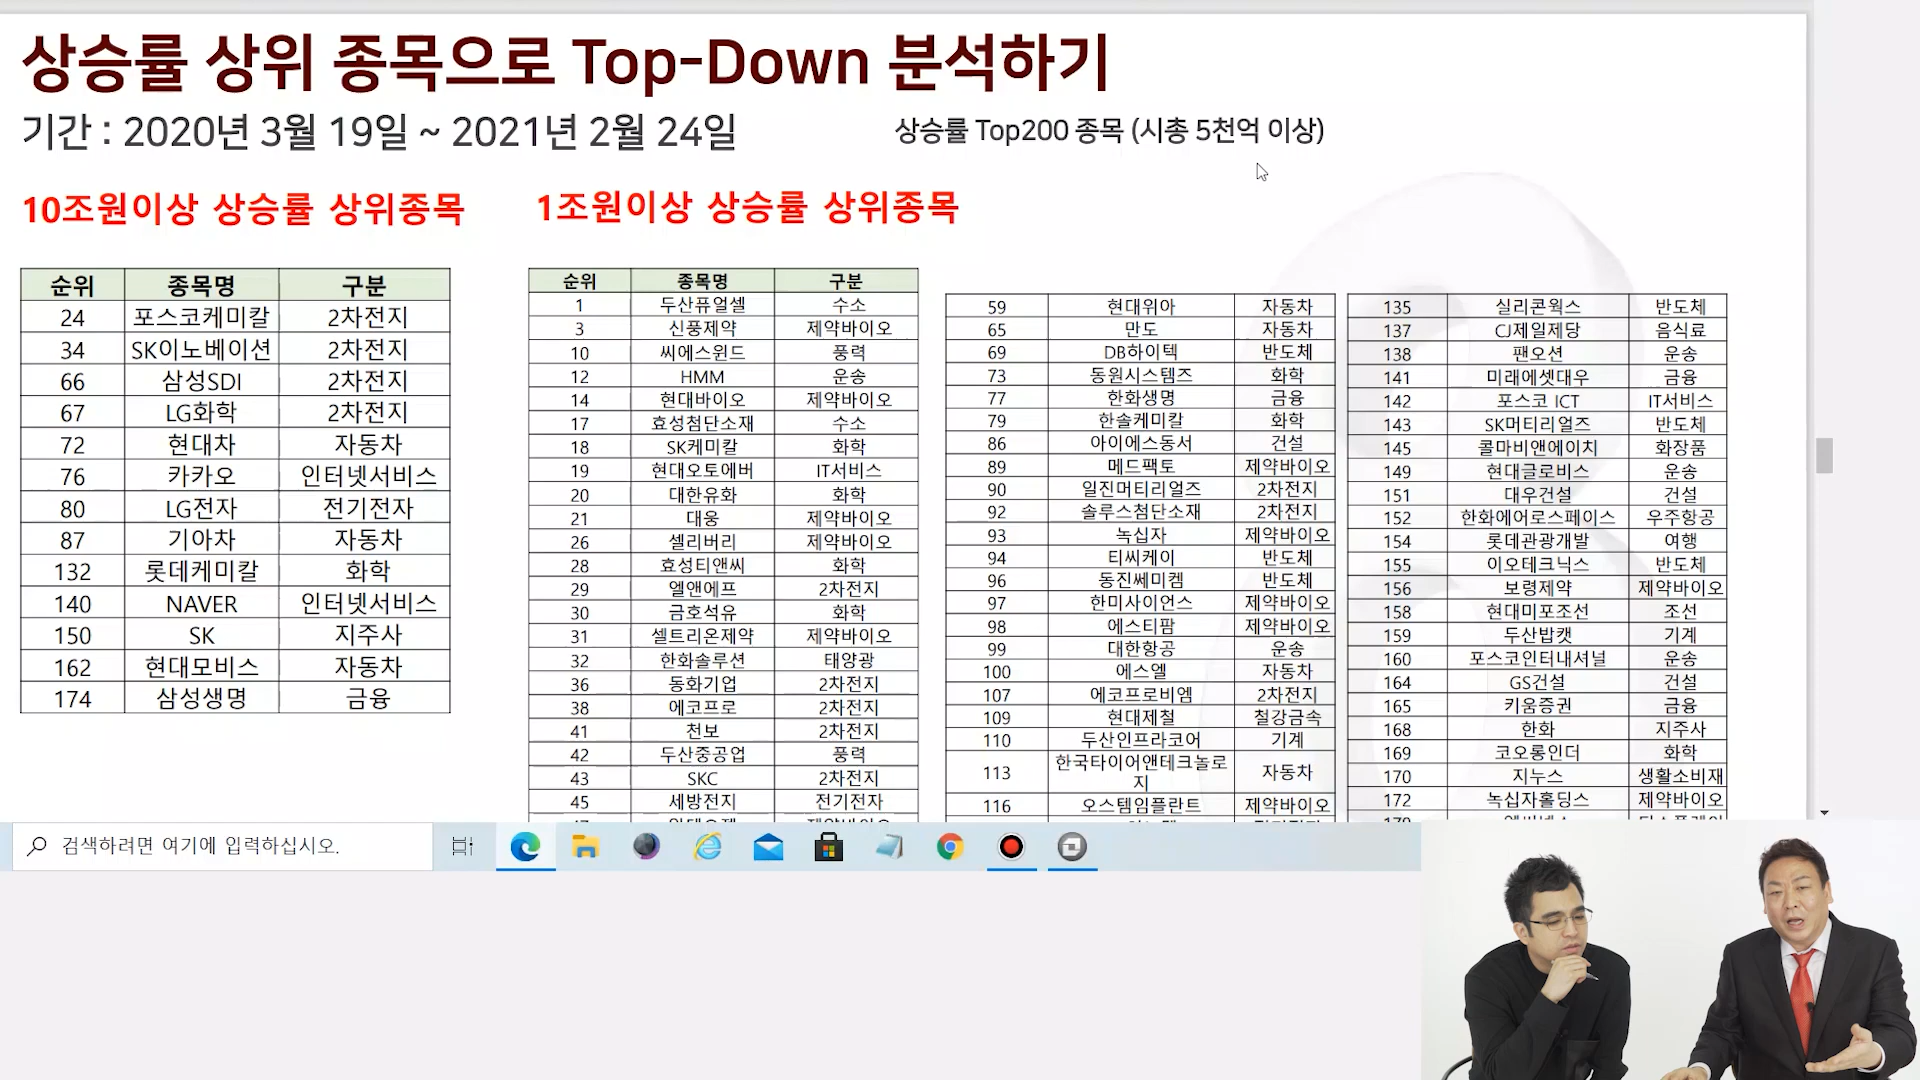 상승률 상위 종목으로 Top-Down 분석하기
기간 : 2020년 3월 19일 ~ 2021년 2월 24일
상승률 Top200 종목 (시총 5천억 이상)
10조원이상 상승률 상위종목
순위 종목명 구분
24 포스코케미칼 2차전지
34 SK이노베이션 2차전지
66 삼성SDI 2차전지
67 LG화학 2차전지
72 현대차 자동차
76 카카오 인터넷서비스
80 LG전자 전기전자
87 기아차 자동차
132 롯데케미칼 화학
140 NAVER 인터넷서비스
150 SK 지주사
162 현대모비스 자동차
174 삼성생명 금융
1조원이상 상승률 상위종목
순위 종목명 구분
1 두산퓨얼셀 수소
3 신풍제약 제약바이오
10 씨에스윈드 풍력
12 HMM 운송
14 현대바이오 제약바이오
17 효성첨단소재 수소
18 SK케미칼 화학
19 현대오토에버 IT서비스
20 대한유화 화학
21 대웅 제약바이오
26 셀리버리 제약바이오
28 효성티앤씨 화학
29 엘앤에프 2차전지
30 금호석유 화학
31 셀트리온제약 제약바이오
32 한화솔루션 태양광
36 동화기업 2차전지
38 에코프로 2차전지
41 천보 2차전지
42 두산중공업 풍력
43 SKC 2차전지
45 세방전지 전기전자
59 현대위아 자동차
65 만도 자동차
69 DB하이텍 반도체
73 동원시스템즈 화학
77 한화생명 금융
79 한솔케미칼 화학
86 아이에스동서 건설
89 메드팩토 제약바이오
90 일진머티리얼즈 2차전지
92 솔루스첨단소재 2차전지
93 녹십자 제약바이오
94 티씨케이 반도체
96 동진쎄미켐 반도체
97 한미사이언스 제약바이오
98 에스티팜 제약바이오
99 대한항공 운송
100 에스엘 자동차
107 에코프로비엠 2차전지
109 현대제철 철강금속
110 두산인프라코어 기계
113 한국타이어앤테크놀로지 자동차
116 오스템임플란트 제약바이오
135 실리콘웍스 반도체
137 CJ제일제당 음식료
138 팬오션 운송
141 미래에셋대우 금융
142 포스코 ICT IT서비스
143 SK머티리얼즈 반도체
145 콜마비앤에이치 화장품
149 현대글로비스 운송
151 대우건설 건설
152 한화에어로스페이스 우주항공
154 롯데관광개발 여행
155 이오테크닉스 반도체
156 보령제약 제약바이오
158 현대미포조선 조선
159 두산밥캣 기계
160 포스코인터내셔널 운송
164 GS건설 건설
165 키움증권 금융
168 한화 지주사
169 코오롱인더 화학
170 지누스 생활소비재
172 녹십자홀딩스 제약바이오
검색하려면 여기에 입력하십시오.